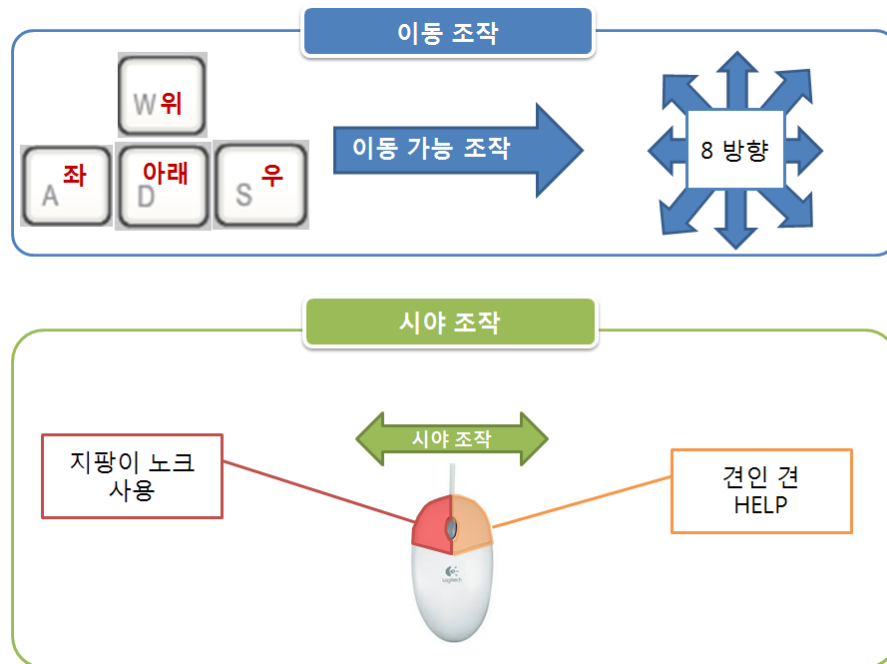 이동 조작
W 위
A 좌
D 아래
S 우
이동 가능 조작
8 방향
시야 조작
시야 조작
지팡이 노크
사용
견인 견
HELP
Logitech